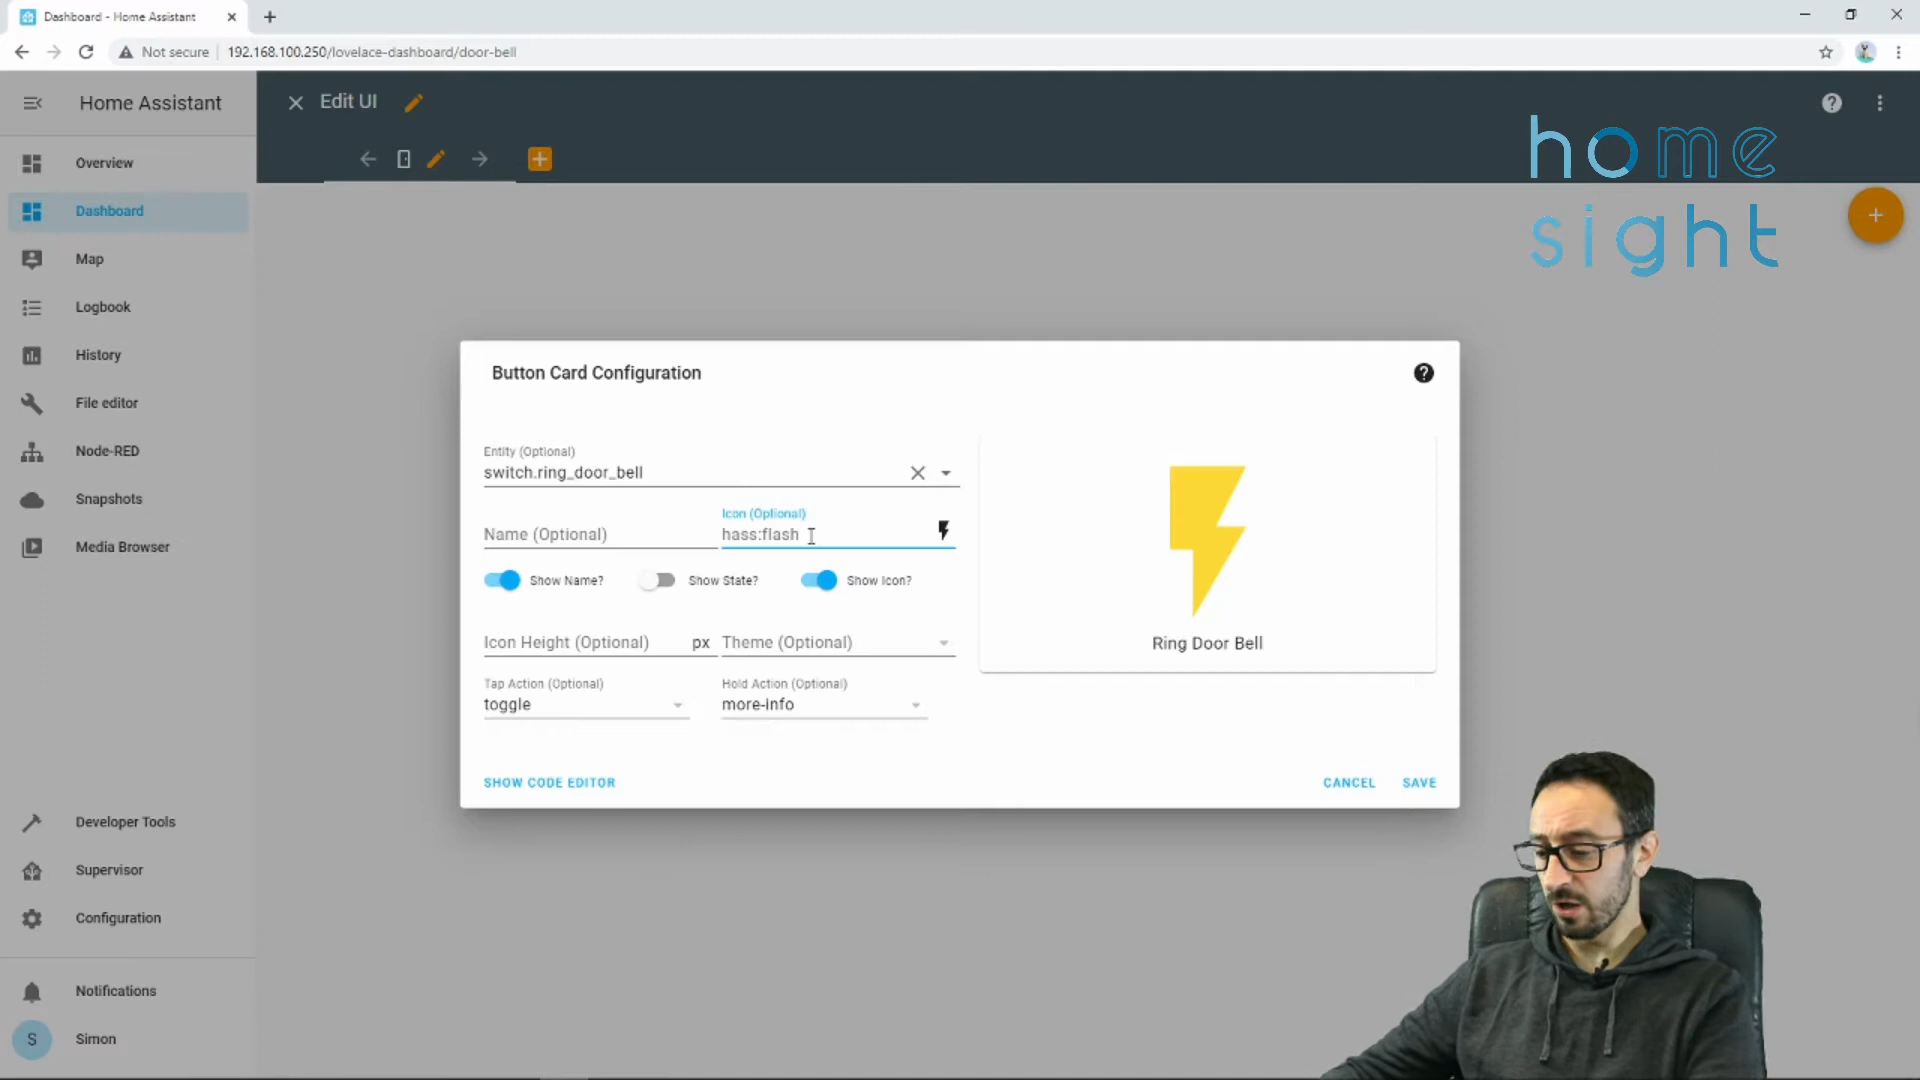 Dashboard - Home Assistant
Not secure
192.168.100.250/lovelace-dashboard/door-bell
Home Assistant
Edit UI
home
sight
Overview
Dashboard
Map
Logbook
History
File editor
Node-RED
Snapshots
Media Browser
Developer Tools
Supervisor
Configuration
Notifications
S
Simon
Button Card Configuration
Entity (Optional)
switch.ring_door_bell
Name (Optional)
Icon (Optional)
hass:flash
Show Name?
Show State?
Show Icon?
Icon Height (Optional)
px
Theme (Optional)
Tap Action (Optional)
toggle
Hold Action (Optional)
more-info
Ring Door Bell
SHOW CODE EDITOR
CANCEL
SAVE